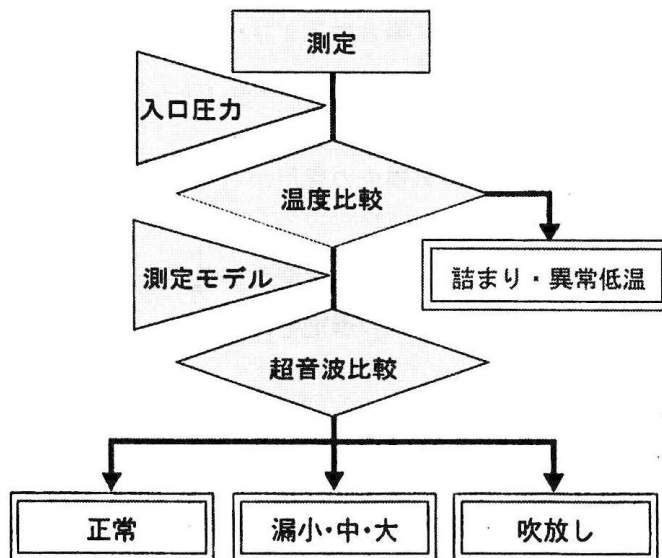 測定
入口圧力
温度比較
測定モデル
詰まり・異常低温
超音波比較
正常
漏小･中･大
吹放し